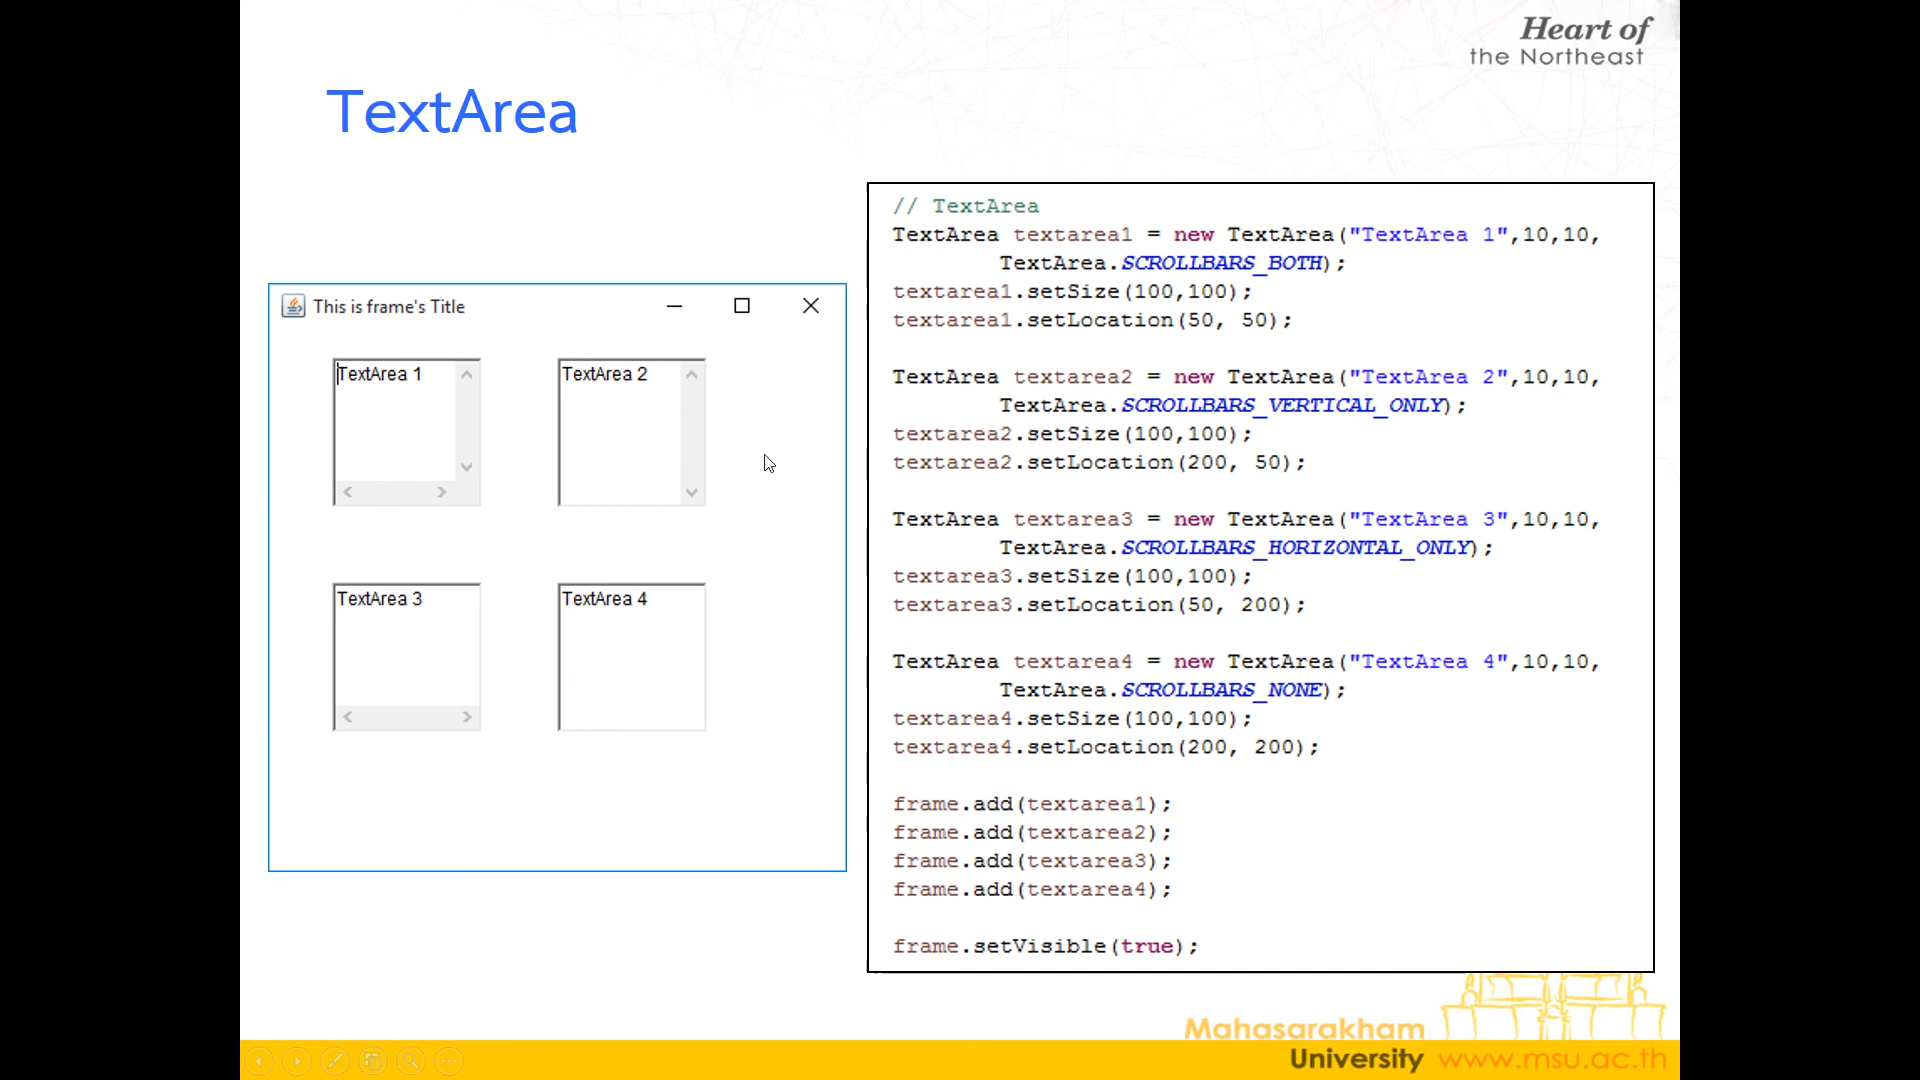 Heart of
the Northeast
TextArea
This is frame's Title
TextArea 1
TextArea 2
TextArea 3
TextArea 4
// TextArea
TextArea textarea1 = new TextArea("TextArea 1",10,10,
TextArea.SCROLLBARS_BOTH);
textarea1.setSize(100,100);
textarea1.setLocation(50, 50);
TextArea textarea2 = new TextArea("TextArea 2",10,10,
TextArea.SCROLLBARS_VERTICAL_ONLY);
textarea2.setSize(100,100);
textarea2.setLocation(200, 50);
TextArea textarea3 = new TextArea("TextArea 3",10,10,
TextArea.SCROLLBARS_HORIZONTAL_ONLY);
textarea3.setSize(100,100);
textarea3.setLocation(50, 200);
TextArea textarea4 = new TextArea("TextArea 4",10,10,
TextArea.SCROLLBARS_NONE);
textarea4.setSize(100,100);
textarea4.setLocation(200, 200);
frame.add(textarea1);
frame.add(textarea2);
frame.add(textarea3);
frame.add(textarea4);
frame.setVisible(true);
Mahasarakham
University www.msu.ac.th